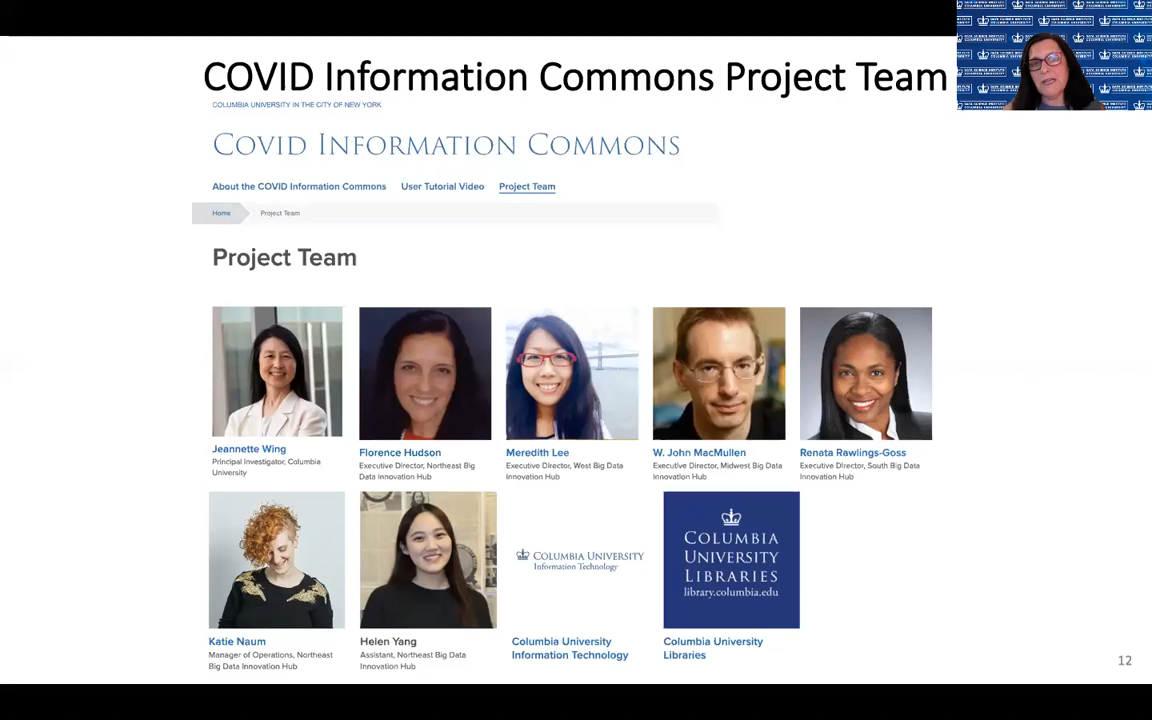 COVID Information Commons Project Team
COLUMBIA UNIVERSITY IN THE CITY OF NEW YORK
COVID INFORMATION COMMONS
About the COVID Information Commons User Tutorial Video Project Team
Home Project Team
Project Team
Jeannette Wing
Principal Investigator, Columbia
University
Florence Hudson
Executive Director, Northeast Big
Data Innovation Hub
Meredith Lee
Executive Director, West Big Data
Innovation Hub
W. John MacMullen
Executive Director, Midwest Big Data
Innovation Hub
Renata Rawlings-Goss
Executive Director, South Big Data
Innovation Hub
COLUMBIA UNIVERSITY
Information Technology
COLUMBIA
UNIVERSITY
LIBRARIES
library.columbia.edu
Katie Naum
Manager of Operations, Northeast
Big Data Innovation Hub
Helen Yang
Assistant, Northeast Big Data
Innovation Hub
Columbia University
Information Technology
Columbia University
Libraries
12